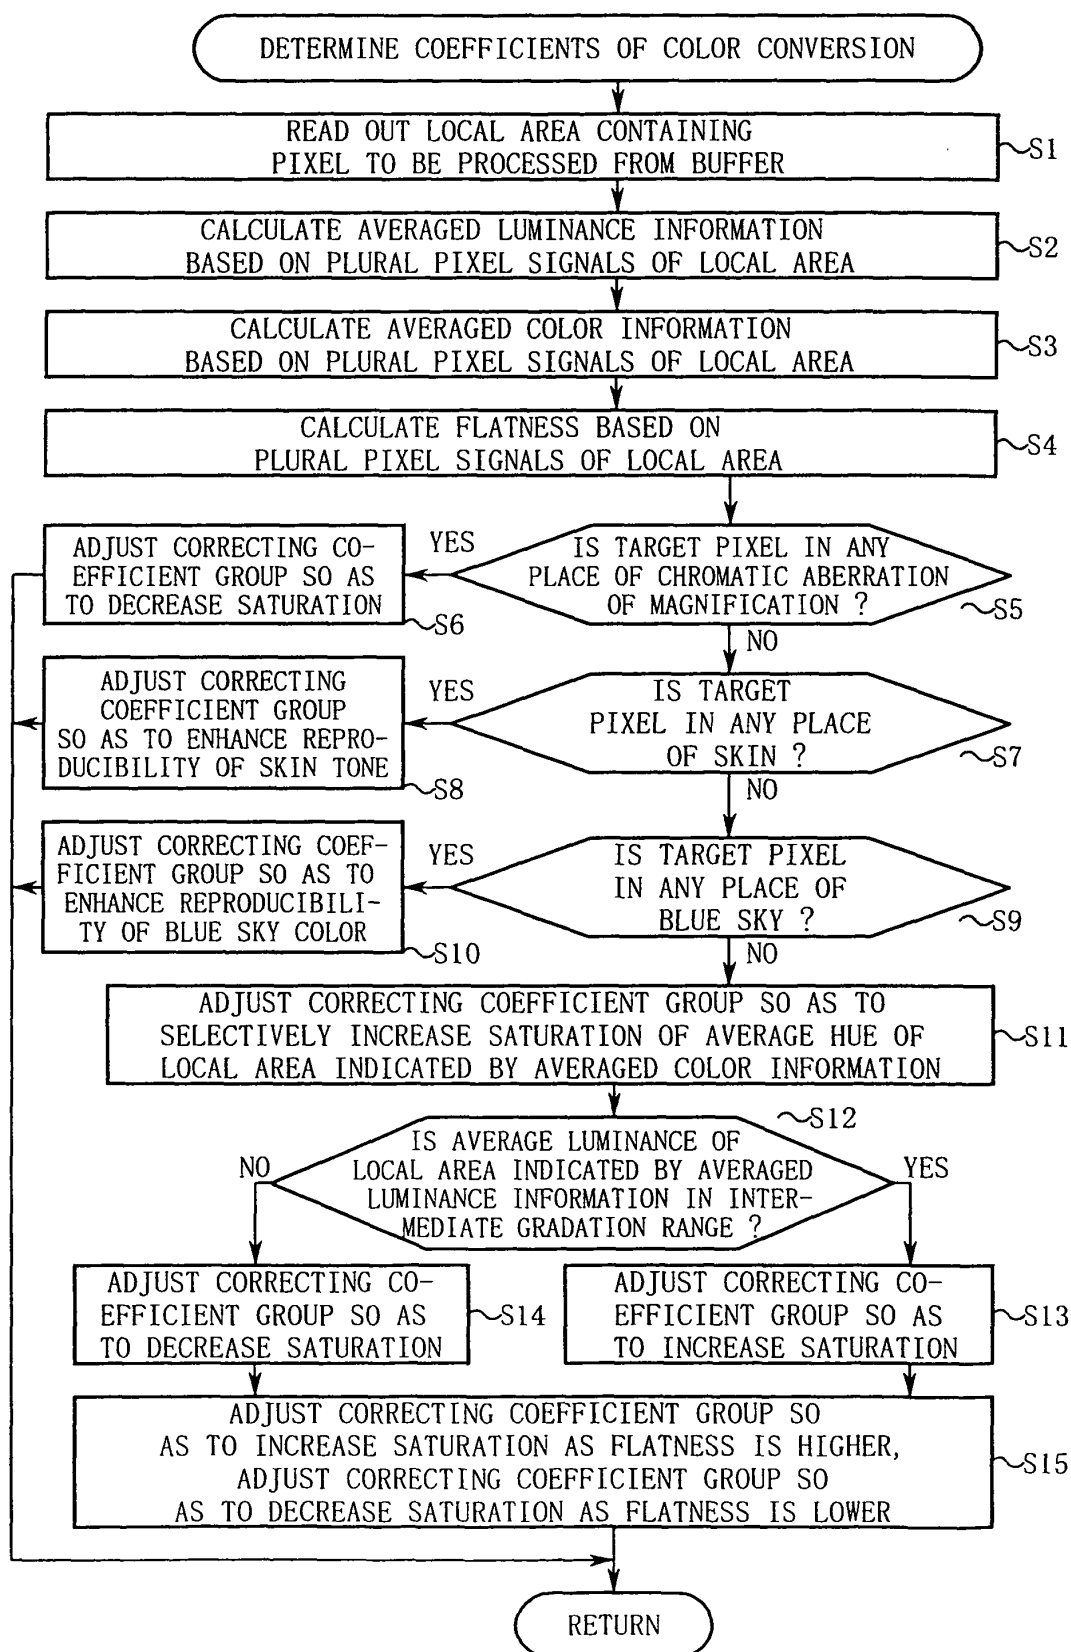 DETERMINE COEFFICIENTS OF COLOR CONVERSION
READ OUT LOCAL AREA CONTAINING
PIXEL TO BE PROCESSED FROM BUFFER
S1
CALCULATE AVERAGED LUMINANCE INFORMATION
BASED ON PLURAL PIXEL SIGNALS OF LOCAL AREA
S2
CALCULATE AVERAGED COLOR INFORMATION
BASED ON PLURAL PIXEL SIGNALS OF LOCAL AREA
S3
CALCULATE FLATNESS BASED ON
PLURAL PIXEL SIGNALS OF LOCAL AREA
S4
IS TARGET PIXEL IN ANY
PLACE OF CHROMATIC ABERRATION
OF MAGNIFICATION ?
S5
YES
NO
ADJUST CORRECTING CO-
EFFICIENT GROUP SO AS
TO DECREASE SATURATION
S6
IS TARGET
PIXEL IN ANY PLACE
OF SKIN ?
S7
YES
NO
ADJUST CORRECTING
COEFFICIENT GROUP
SO AS TO ENHANCE REPRO-
DUCIBILITY OF SKIN TONE
S8
IS TARGET PIXEL
IN ANY PLACE OF
BLUE SKY ?
S9
YES
NO
ADJUST CORRECTING COEF-
FICIENT GROUP SO AS TO
ENHANCE REPRODUCIBILI-
TY OF BLUE SKY COLOR
S10
ADJUST CORRECTING COEFFICIENT GROUP SO AS TO
SELECTIVELY INCREASE SATURATION OF AVERAGE HUE OF
LOCAL AREA INDICATED BY AVERAGED COLOR INFORMATION
S11
S12
IS AVERAGE LUMINANCE OF
LOCAL AREA INDICATED BY AVERAGED
LUMINANCE INFORMATION IN INTER-
MEDIATE GRADATION RANGE ?
NO
YES
ADJUST CORRECTING CO-
EFFICIENT GROUP SO AS
TO DECREASE SATURATION
S14
ADJUST CORRECTING CO-
EFFICIENT GROUP SO AS
TO INCREASE SATURATION
S13
ADJUST CORRECTING COEFFICIENT GROUP SO
AS TO INCREASE SATURATION AS FLATNESS IS HIGHER,
ADJUST CORRECTING COEFFICIENT GROUP SO
AS TO DECREASE SATURATION AS FLATNESS IS LOWER
S15
RETURN